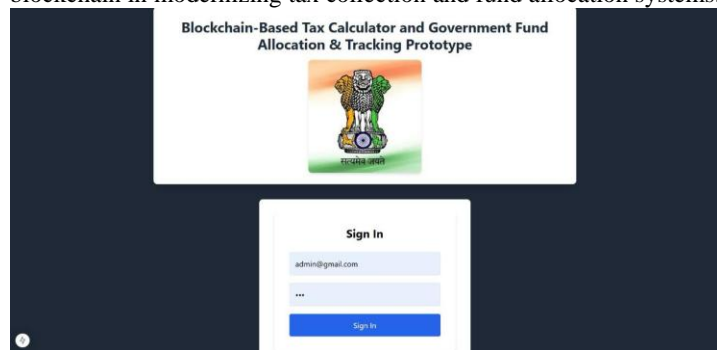 blockchain in modernizing tax collection and fund allocation systems.
Blockchain-Based Tax Calculator and Government Fund
Allocation & Tracking Prototype
सत्यमेव जयते
Sign In
admin@gmail.com
•••
Sign In